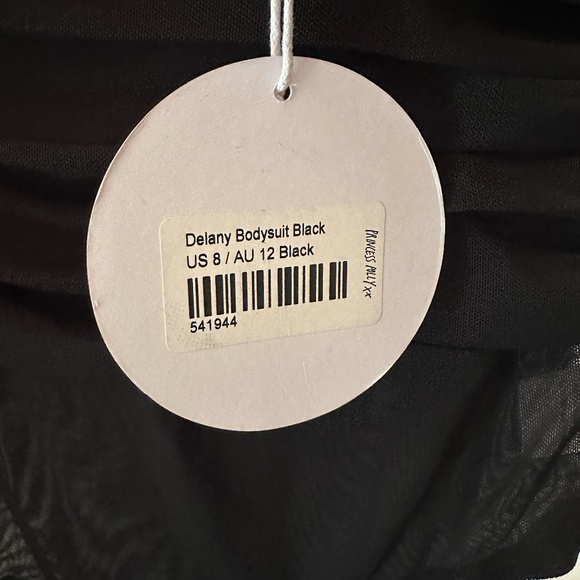 Delany Bodysuit Black
US 8 / AU 12 Black
541944
PRINCESS POLLY xx